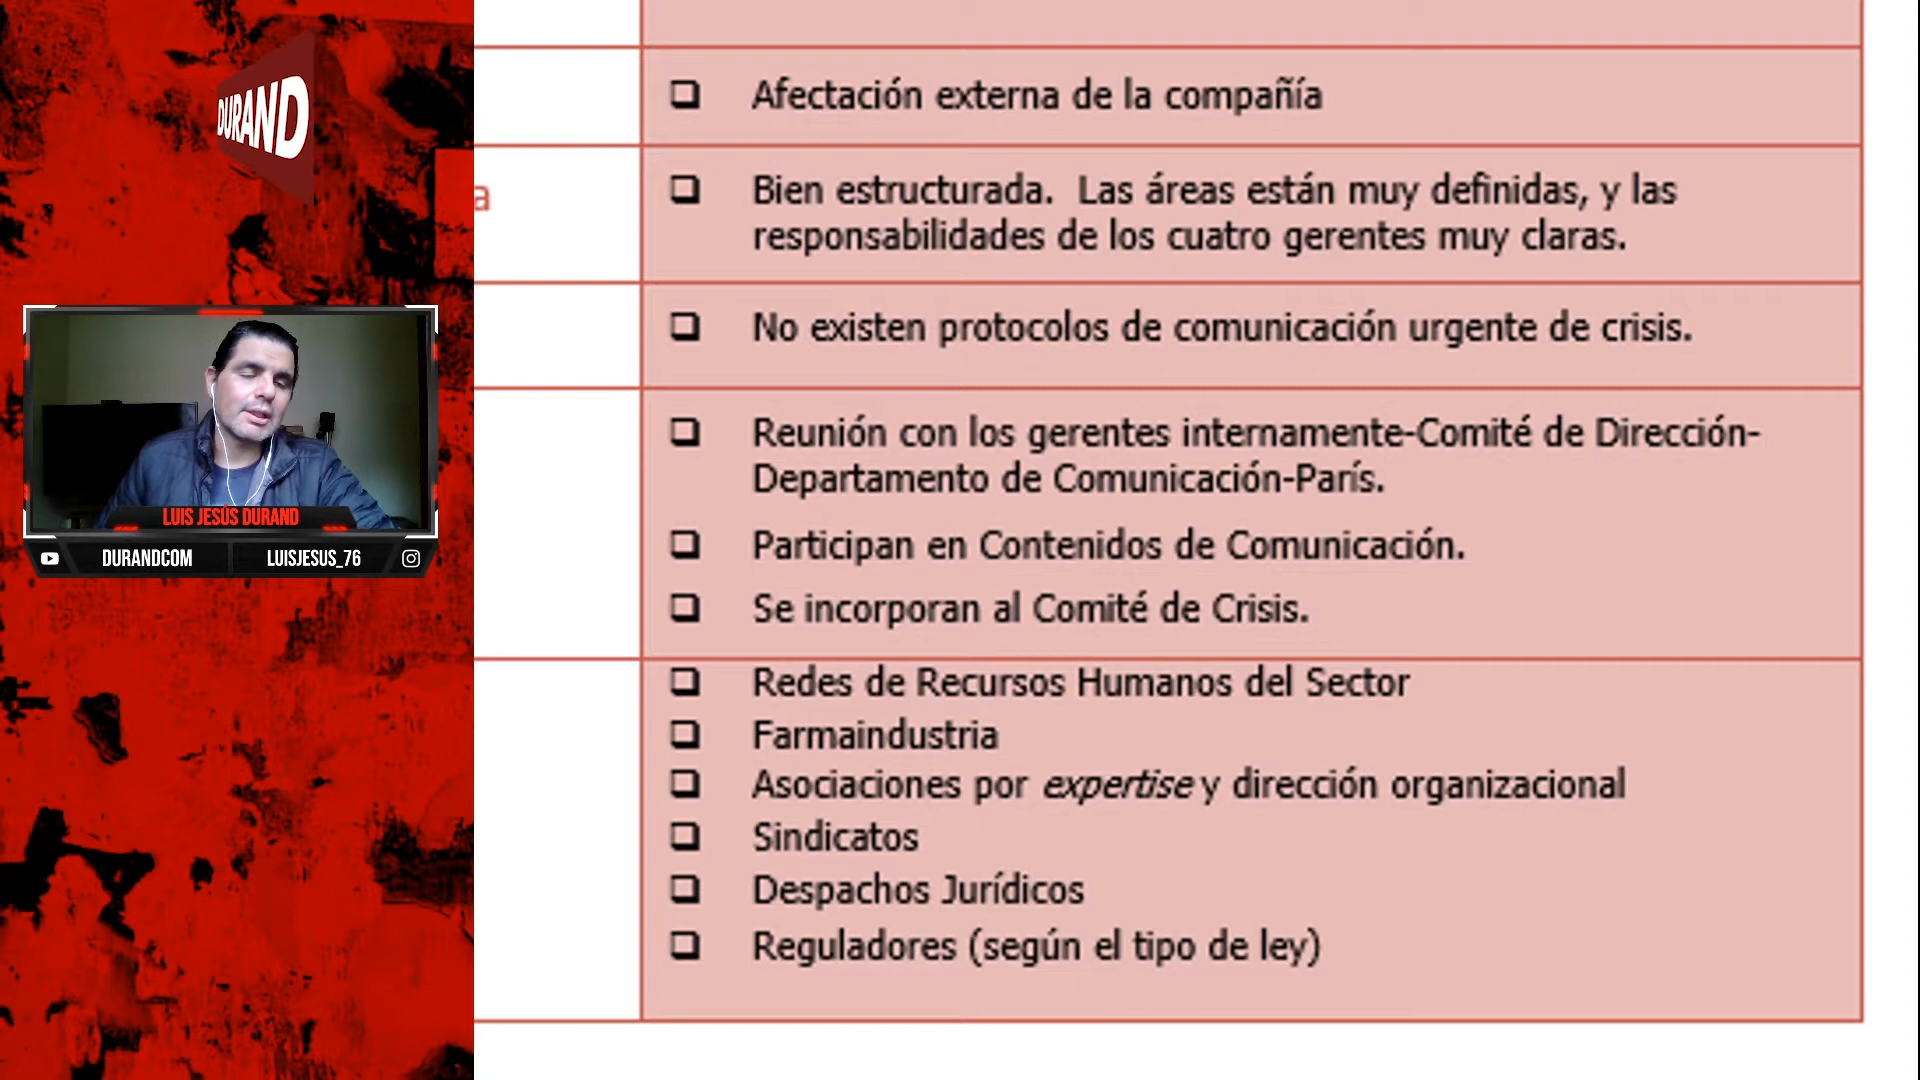 DURAND
LUIS JESÚS DURAND
DURANDCOM
LUISJESUS_76
a
Afectación externa de la compañía
Bien estructurada. Las áreas están muy definidas, y las
responsabilidades de los cuatro gerentes muy claras.
No existen protocolos de comunicación urgente de crisis.
Reunión con los gerentes internamente-Comité de Dirección-
Departamento de Comunicación-París.
Participan en Contenidos de Comunicación.
Se incorporan al Comité de Crisis.
Redes de Recursos Humanos del Sector
Farmaindustria
Asociaciones por expertise y dirección organizacional
Sindicatos
Despachos Jurídicos
Reguladores (según el tipo de ley)